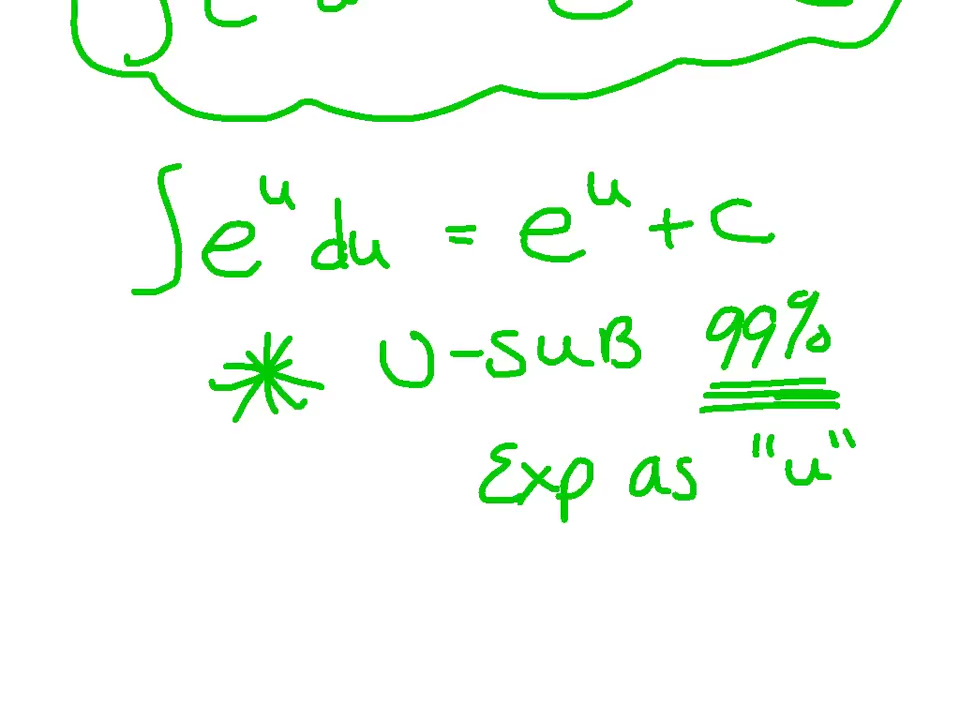 ∫ e^u du = e^u + C
* U-SUB 99%
Exp as "u"